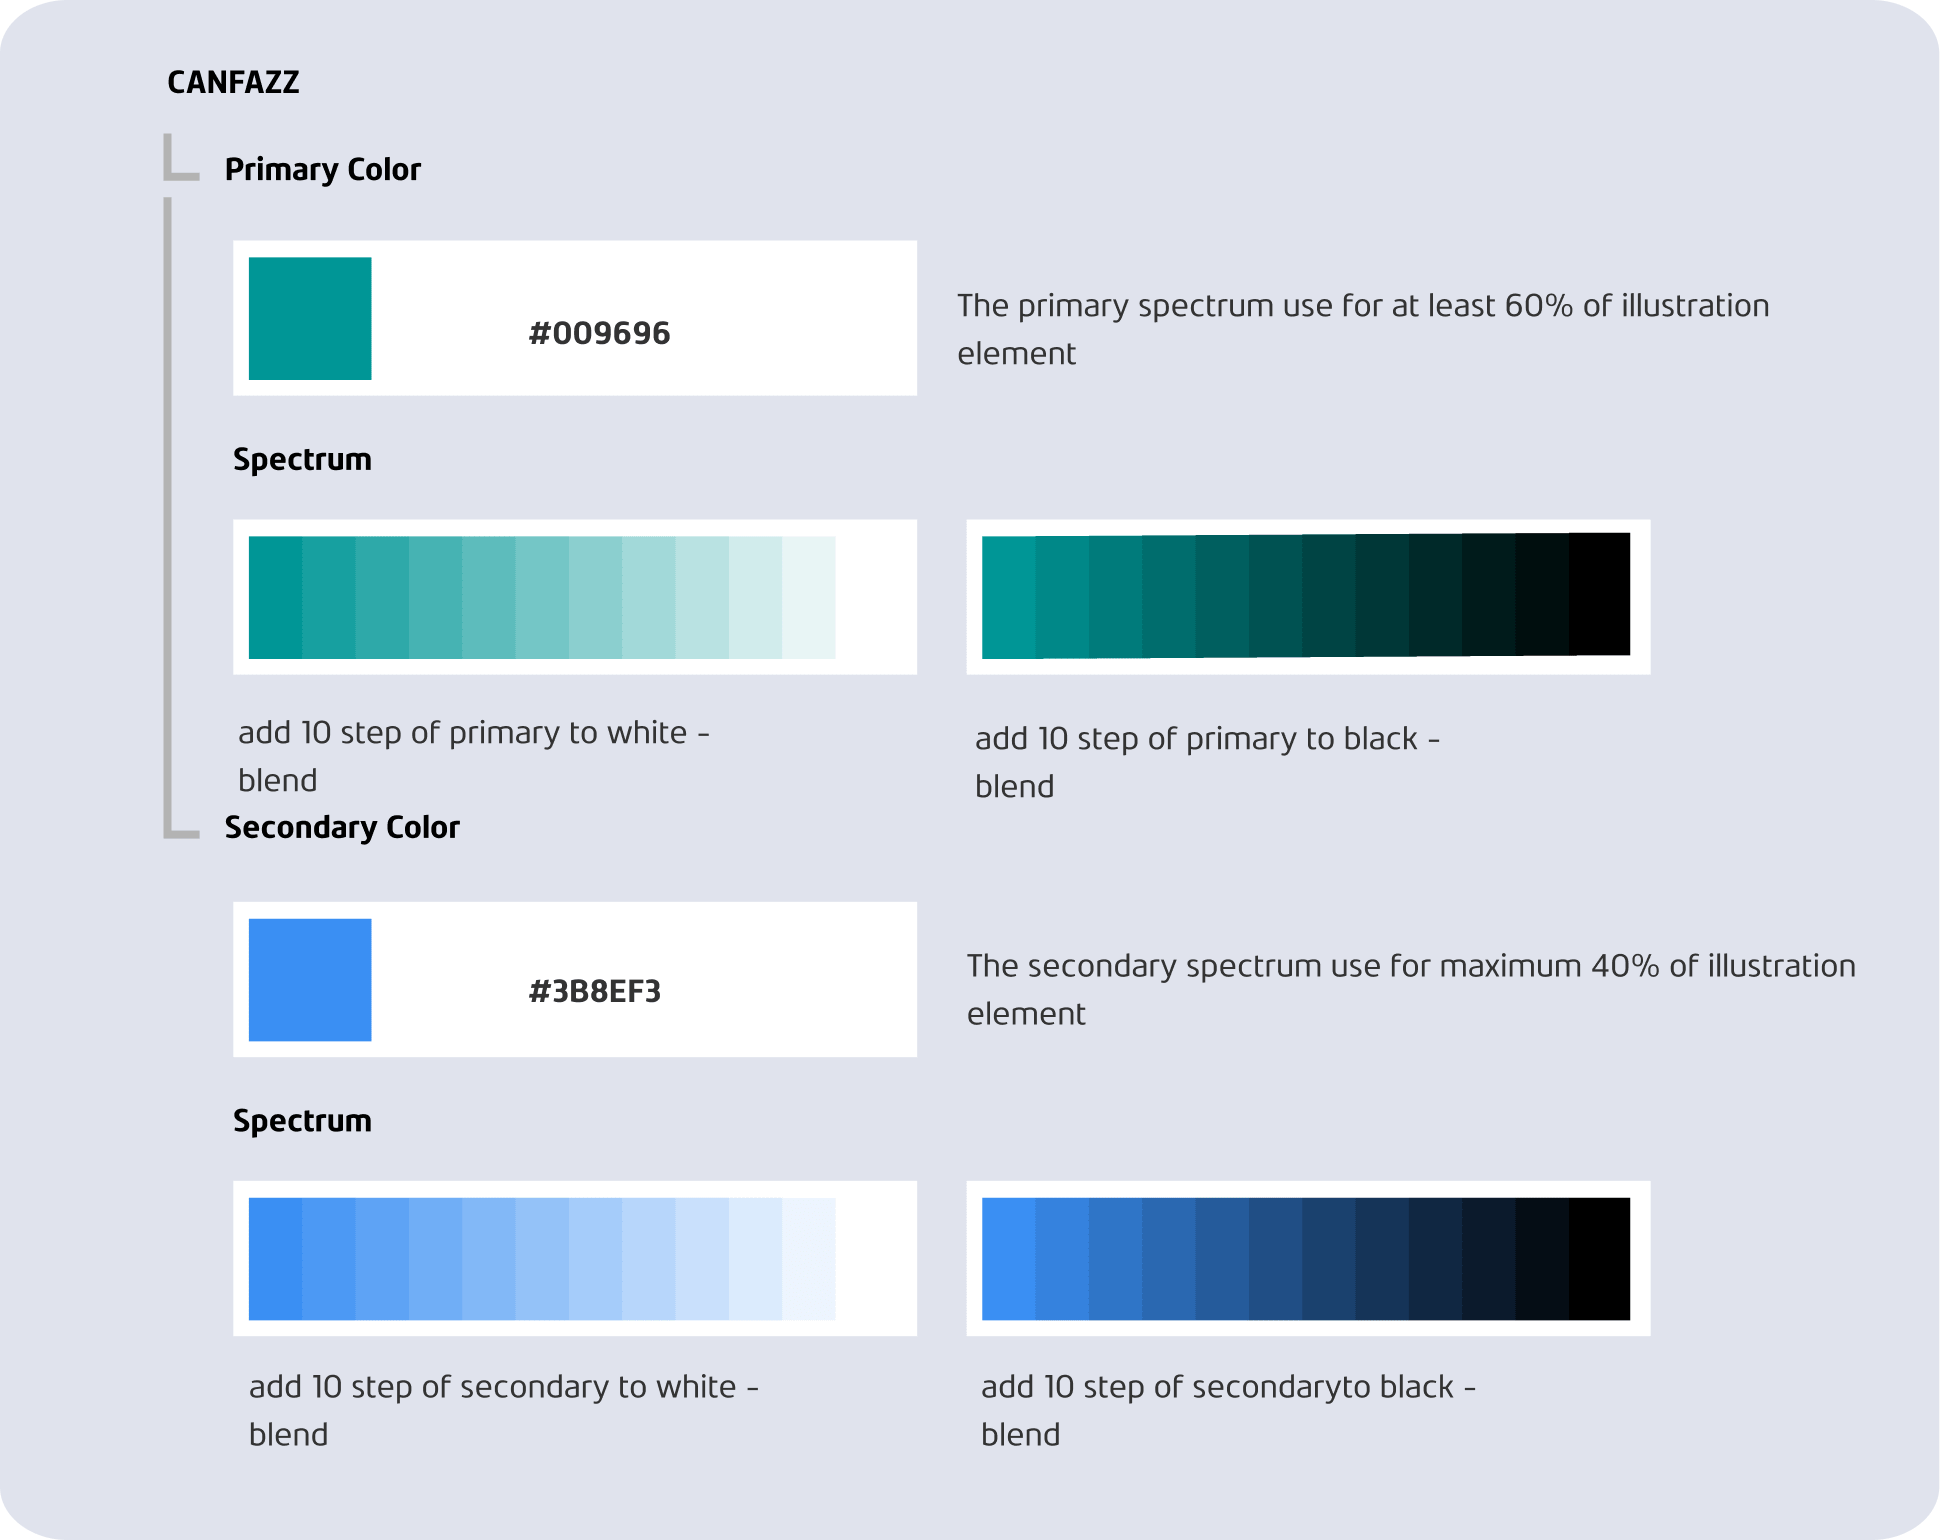 CANFAZZ
Primary Color
#009696
The primary spectrum use for at least 60% of illustration
element
Spectrum
add 10 step of primary to white -
blend
add 10 step of primary to black -
blend
Secondary Color
#3B8EF3
The secondary spectrum use for maximum 40% of illustration
element
Spectrum
add 10 step of secondary to white -
blend
add 10 step of secondaryto black -
blend